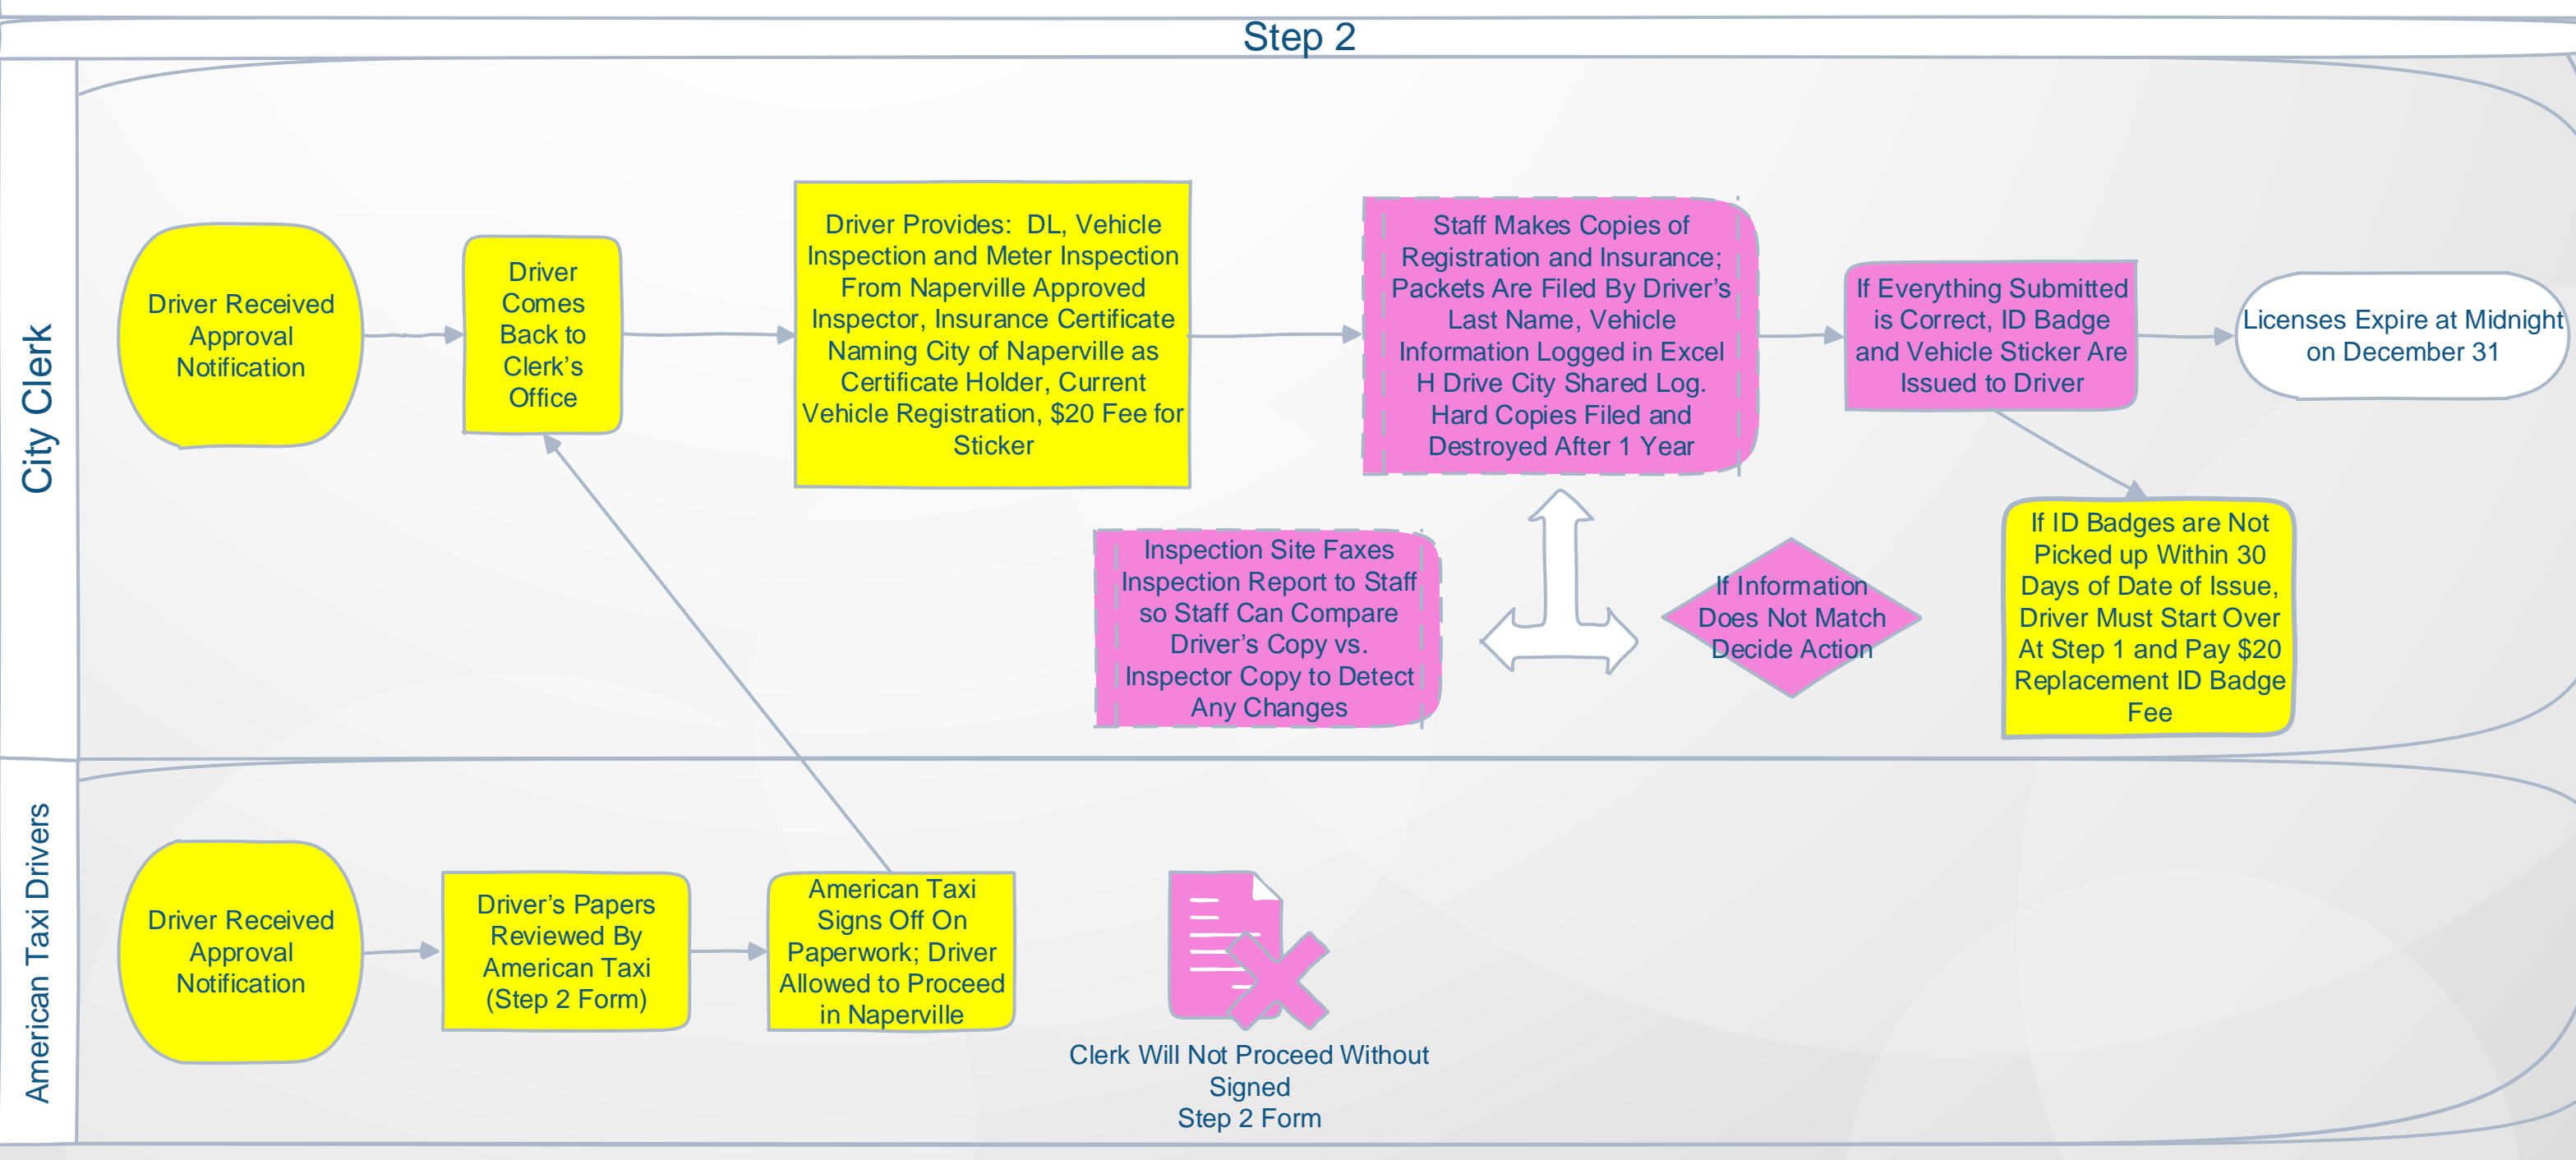 Step 2
City Clerk
Driver Received
Approval
Notification
Driver
Comes
Back to
Clerk’s
Office
Driver Provides:  DL, Vehicle
Inspection and Meter Inspection
From Naperville Approved
Inspector, Insurance Certificate
Naming City of Naperville as
Certificate Holder, Current
Vehicle Registration, $20 Fee for
Sticker
Staff Makes Copies of
Registration and Insurance;
Packets Are Filed By Driver’s
Last Name, Vehicle
Information Logged in Excel
H Drive City Shared Log.
Hard Copies Filed and
Destroyed After 1 Year
If Everything Submitted
is Correct, ID Badge
and Vehicle Sticker Are
Issued to Driver
Licenses Expire at Midnight
on December 31
Inspection Site Faxes
Inspection Report to Staff
so Staff Can Compare
Driver’s Copy vs.
Inspector Copy to Detect
Any Changes
If Information
Does Not Match
Decide Action
If ID Badges are Not
Picked up Within 30
Days of Date of Issue,
Driver Must Start Over
At Step 1 and Pay $20
Replacement ID Badge
Fee
American Taxi Drivers
Driver Received
Approval
Notification
Driver’s Papers
Reviewed By
American Taxi
(Step 2 Form)
American Taxi
Signs Off On
Paperwork; Driver
Allowed to Proceed
in Naperville
Clerk Will Not Proceed Without
Signed
Step 2 Form